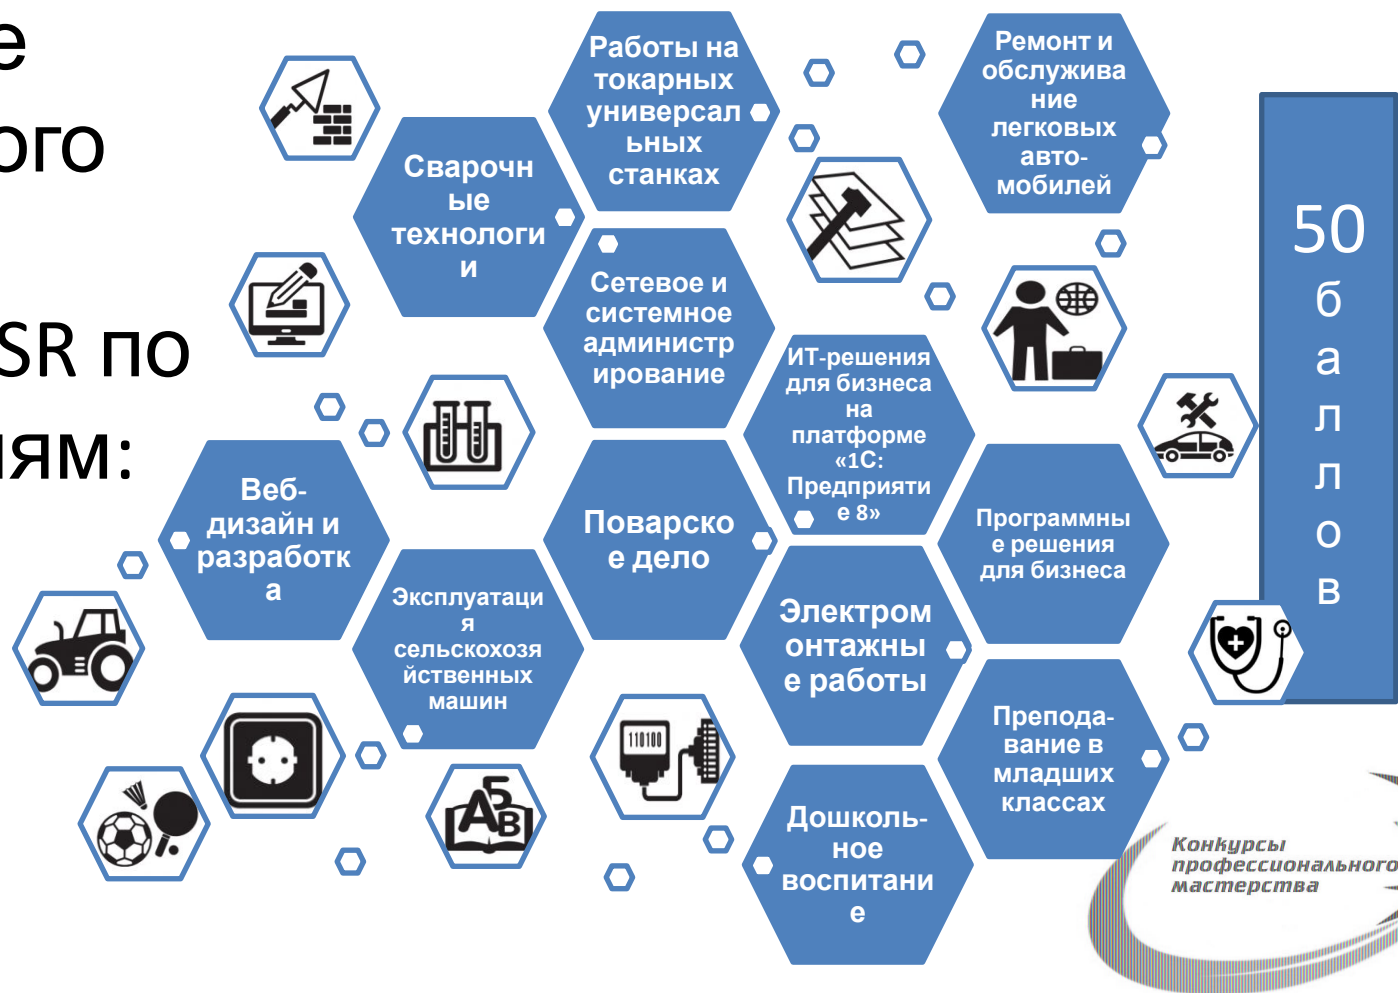 е
ого
SR по
иям:
Работы на
токарных
универсал
ьных
станках
Ремонт и
обслужива
ние
легковых
авто-
мобилей
Сварочн
ые
технологи
и
Сетевое и
системное
администр
ирование
ИТ-решения
для бизнеса
на
платформе
«1С:
Предприяти
е 8»
Веб-
дизайн и
разработк
а
Поварско
е дело
Программны
е решения
для бизнеса
Эксплуатаци
я
сельскохозя
йственных
машин
Электром
онтажны
е работы
Препода-
вание в
младших
классах
Дошколь-
ное
воспитани
е
110100
АБВ
50
б
а
л
л
о
в
Конкурсы
профессионального
мастерства